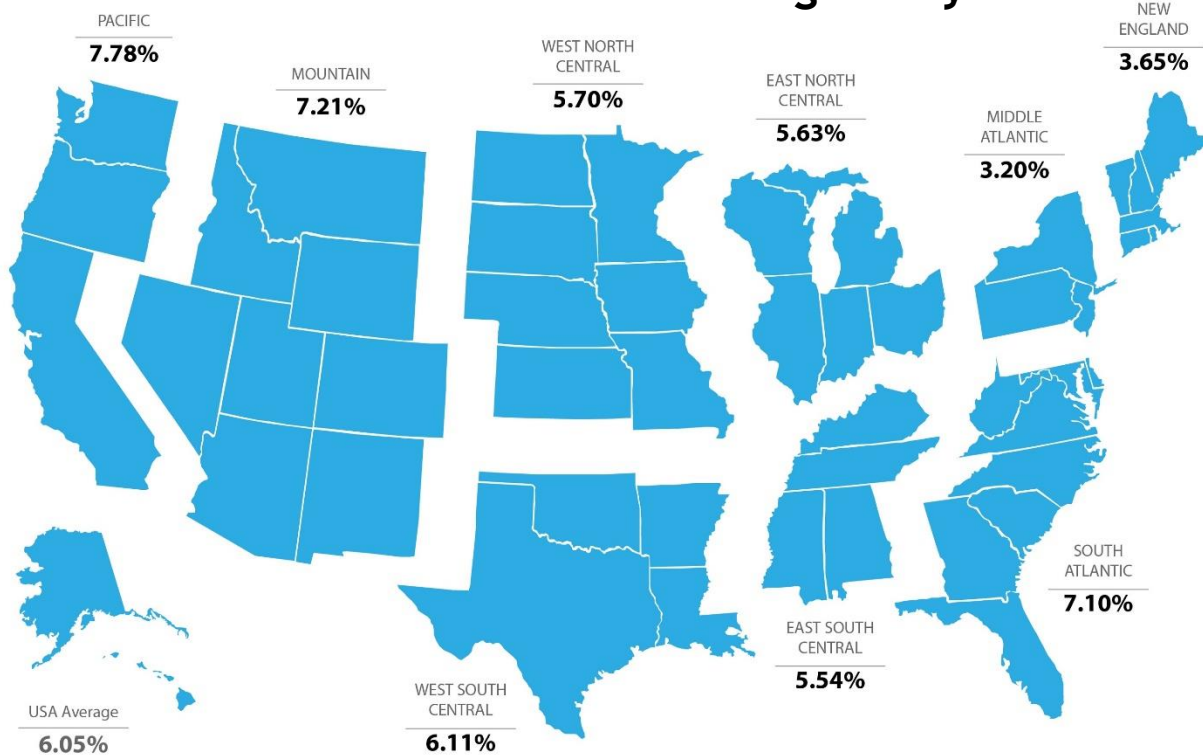 PACIFIC
7.78%
MOUNTAIN
7.21%
WEST NORTH
CENTRAL
5.70%
EAST NORTH
CENTRAL
5.63%
MIDDLE
ATLANTIC
3.20%
NEW
ENGLAND
3.65%
SOUTH
ATLANTIC
7.10%
EAST SOUTH
CENTRAL
5.54%
WEST SOUTH
CENTRAL
6.11%
USA Average
6.05%